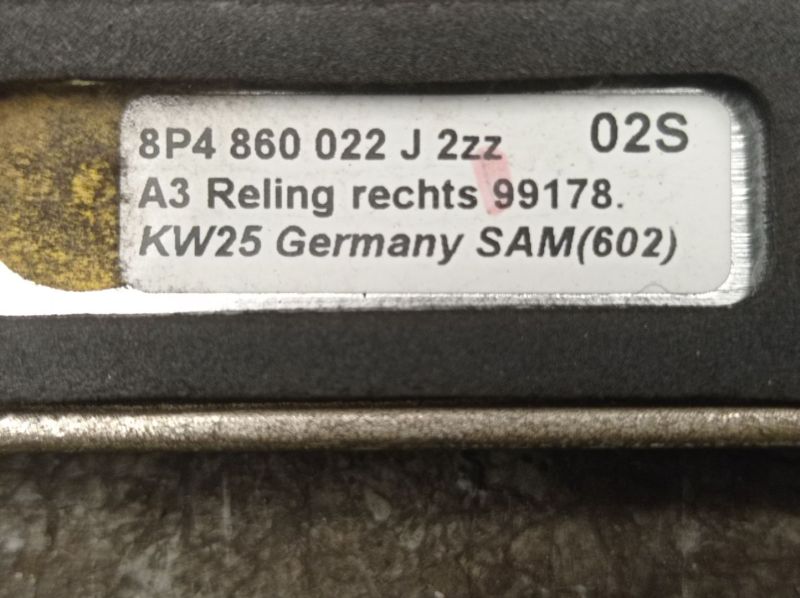 8P4 860 022 J 2zz 02S
A3 Reling rechts 99178.
KW25 Germany SAM(602)